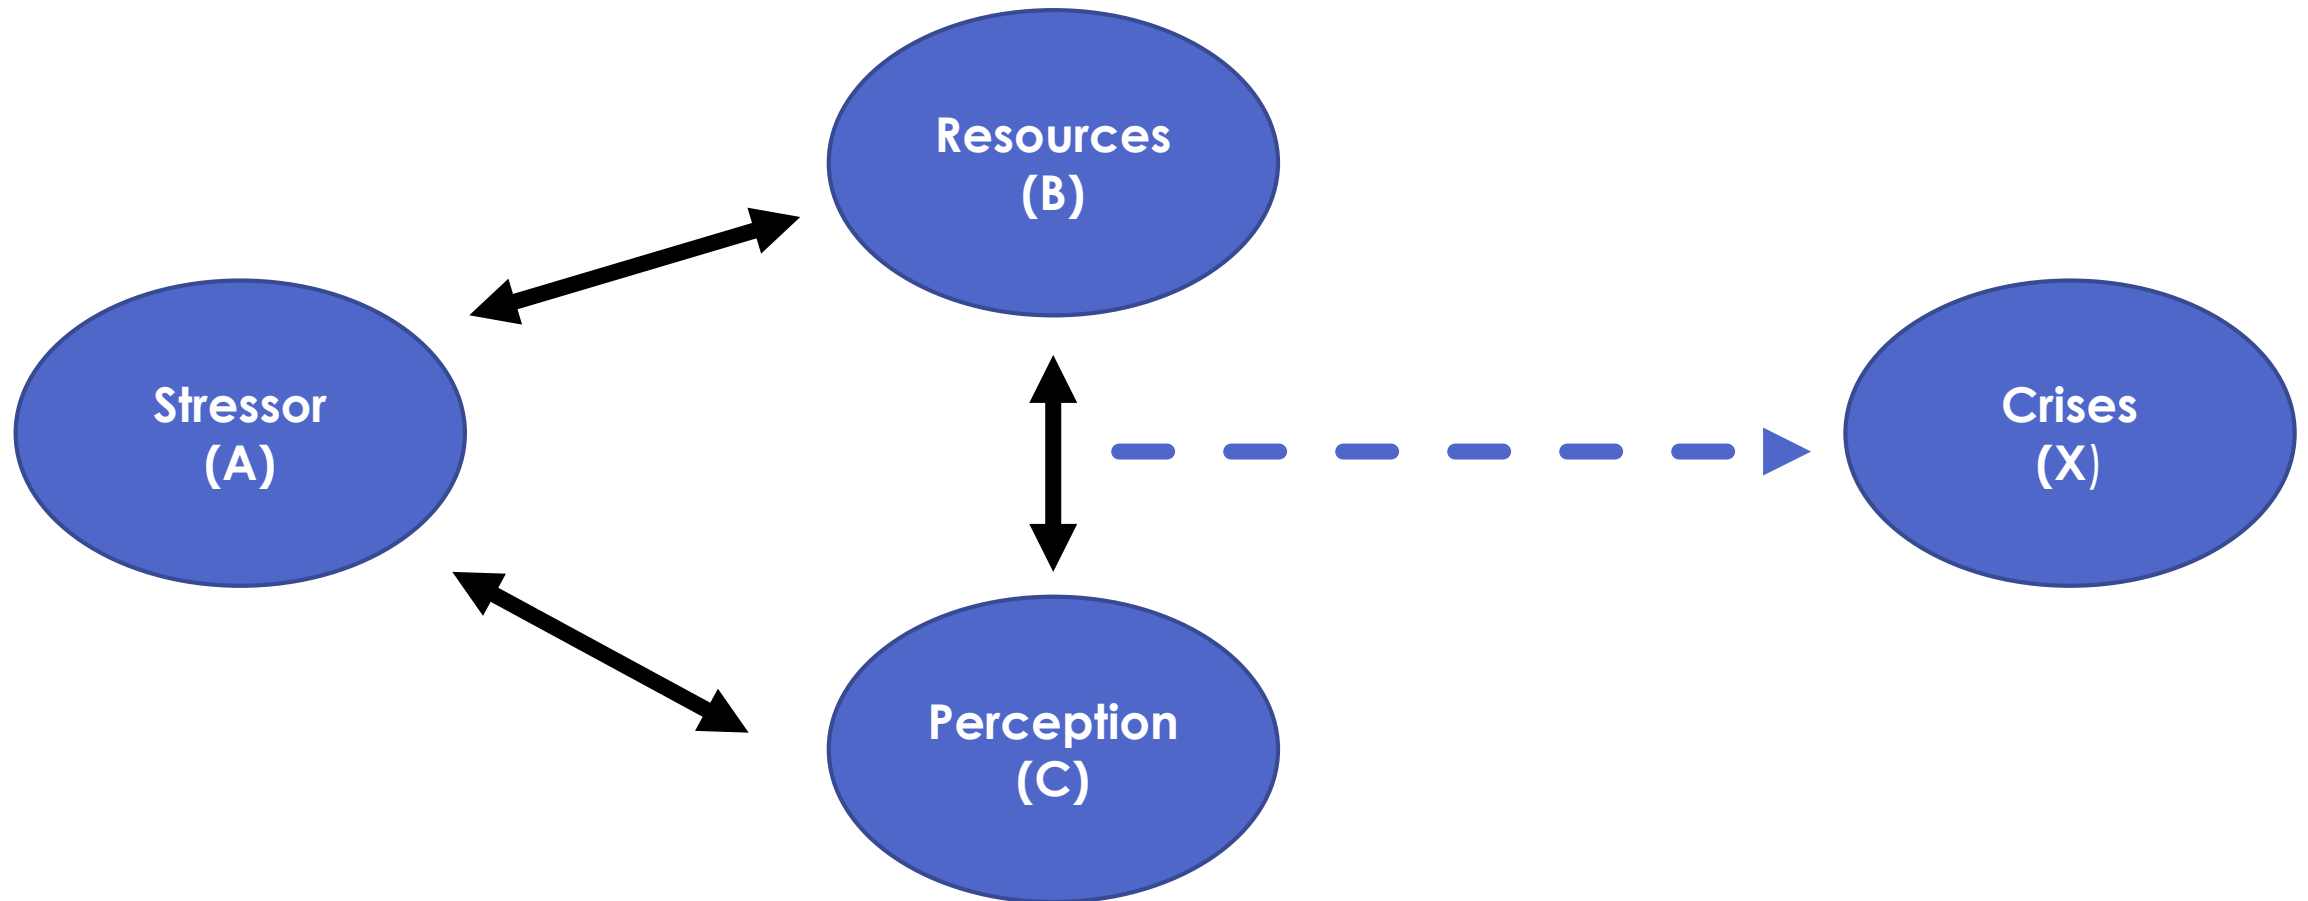 Resources
(B)
Stressor
(A)
Crises
(X)
Perception
(C)